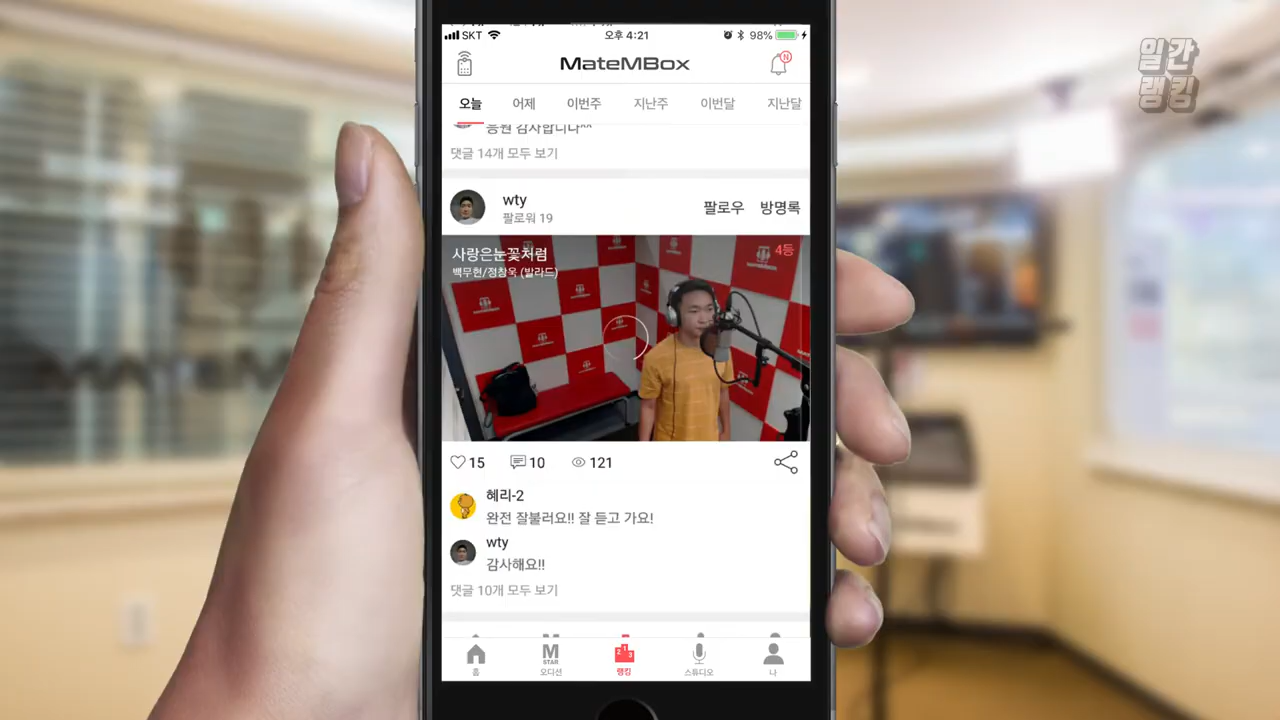 SKT 오후 4:21 98%
MateMBox N
일간
랭킹
오늘 어제 이번주 지난주 이번달 지난달
응원 감사합니다^^
댓글 14개 모두 보기
wty
팔로워 19
팔로우 방명록
사랑은눈꽃처럼
4등
백무현/정창욱 (발라드)
15 10 121
혜리-2
완전 잘불러요!! 잘 듣고 가요!
wty
감사해요!!
댓글 10개 모두 보기
홈 M STAR 오디션 2 1 3 랭킹 스튜디오 나